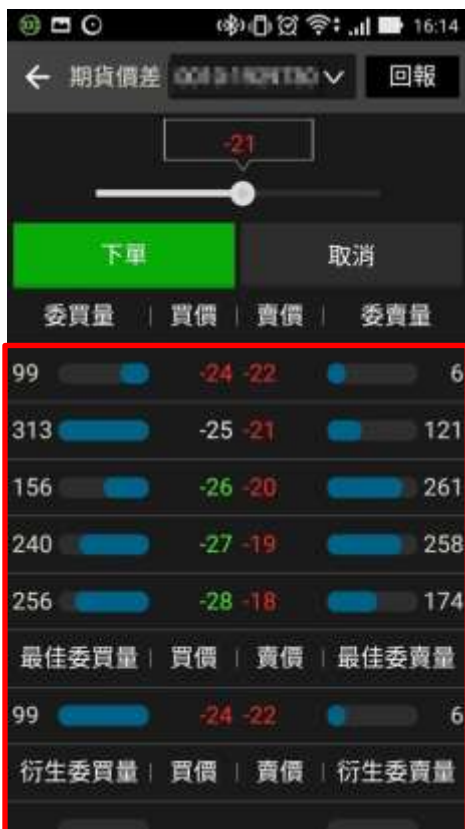 16:14
期貨價差 回報
-21
下單 取消
委買量 | 買價 | 賣價 | 委賣量
99 -24 -22 6
313 -25 -21 121
156 -26 -20 261
240 -27 -19 258
256 -28 -18 174
最佳委買量 | 買價 | 賣價 | 最佳委賣量
99 -24 -22 6
衍生委買量 | 買價 | 賣價 | 衍生委賣量